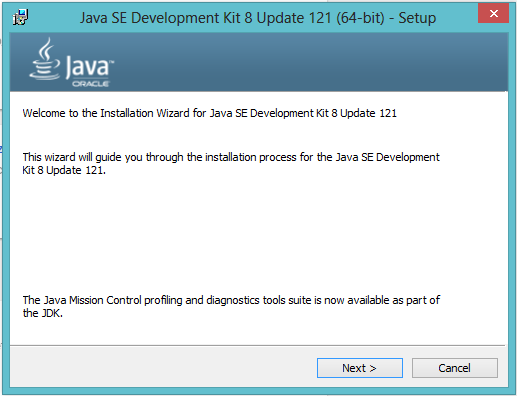 Java SE Development Kit 8 Update 121 (64-bit) - Setup
Java™
ORACLE
Welcome to the Installation Wizard for Java SE Development Kit 8 Update 121
This wizard will guide you through the installation process for the Java SE Development
Kit 8 Update 121.
The Java Mission Control profiling and diagnostics tools suite is now available as part of
the JDK.
Next > Cancel